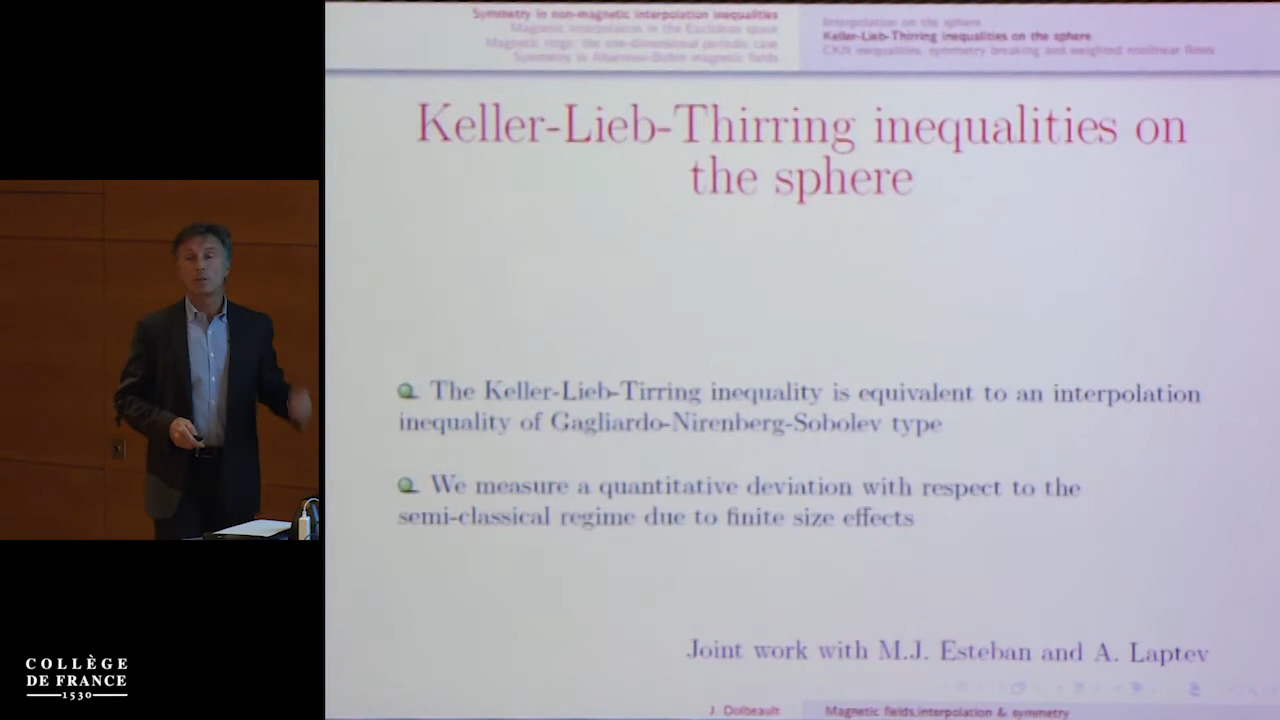 Symmetry in non-magnetic interpolation inequalities
Magnetic interpolation in the Euclidean space
Magnetic rings: the one-dimensional periodic case
Symmetry in Aharonov-Bohm magnetic fields
Interpolation on the sphere
Keller-Lieb-Thirring inequalities on the sphere
CKN inequalities, symmetry breaking and weighted nonlinear flows
Keller-Lieb-Thirring inequalities on
the sphere
The Keller-Lieb-Tirring inequality is equivalent to an interpolation
inequality of Gagliardo-Nirenberg-Sobolev type
We measure a quantitative deviation with respect to the
semi-classical regime due to finite size effects
Joint work with M.J. Esteban and A. Laptev
J. Dolbeault
Magnetic fields, interpolation & symmetry
COLLÈGE
DE FRANCE
1530